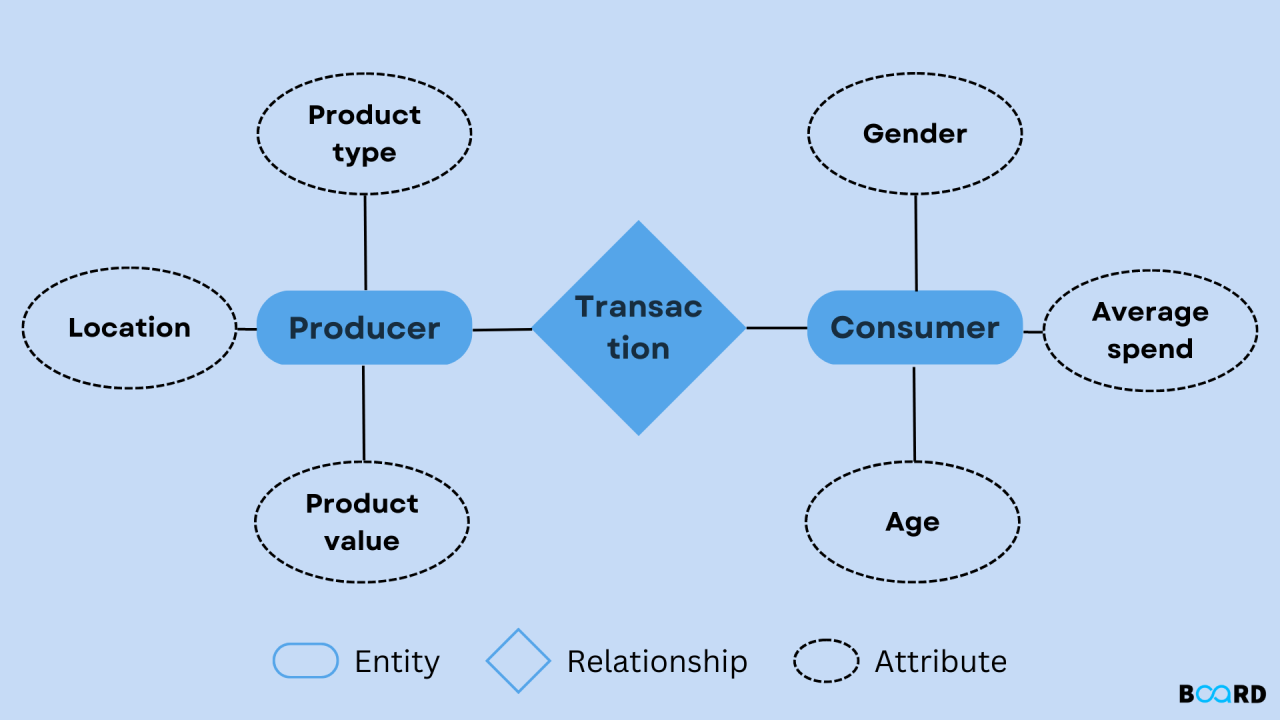 Product
type
Gender
Location
Producer
Transac
tion
Consumer
Average
spend
Product
value
Age
Entity
Relationship
Attribute
BOARD